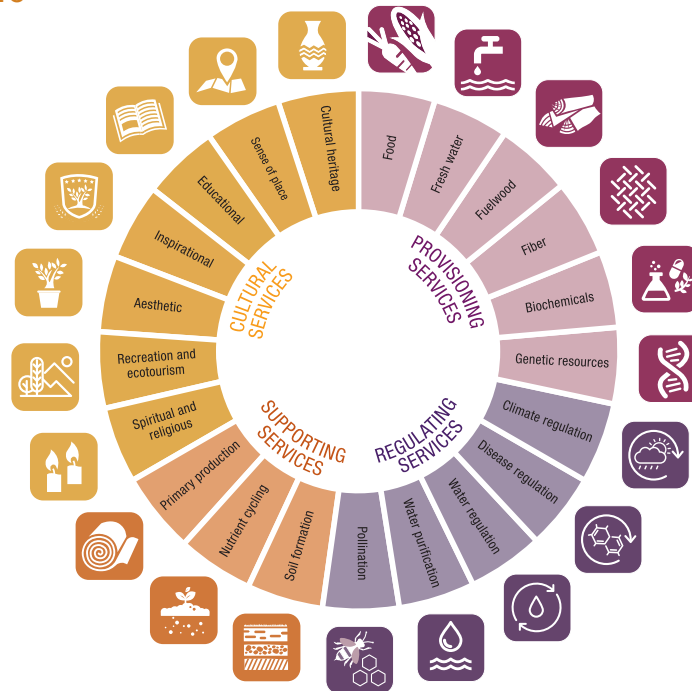 Food
Fresh water
Fuelwood
Fiber
Biochemicals
Genetic resources
Climate regulation
Disease regulation
Water regulation
Water purification
Pollination
Soil formation
Nutrient cycling
Primary production
Spiritual and
religious
Recreation and
ecotourism
Aesthetic
Inspirational
Educational
Sense of place
Cultural heritage
PROVISIONING
SERVICES
REGULATING
SERVICES
SUPPORTING
SERVICES
CULTURAL
SERVICES